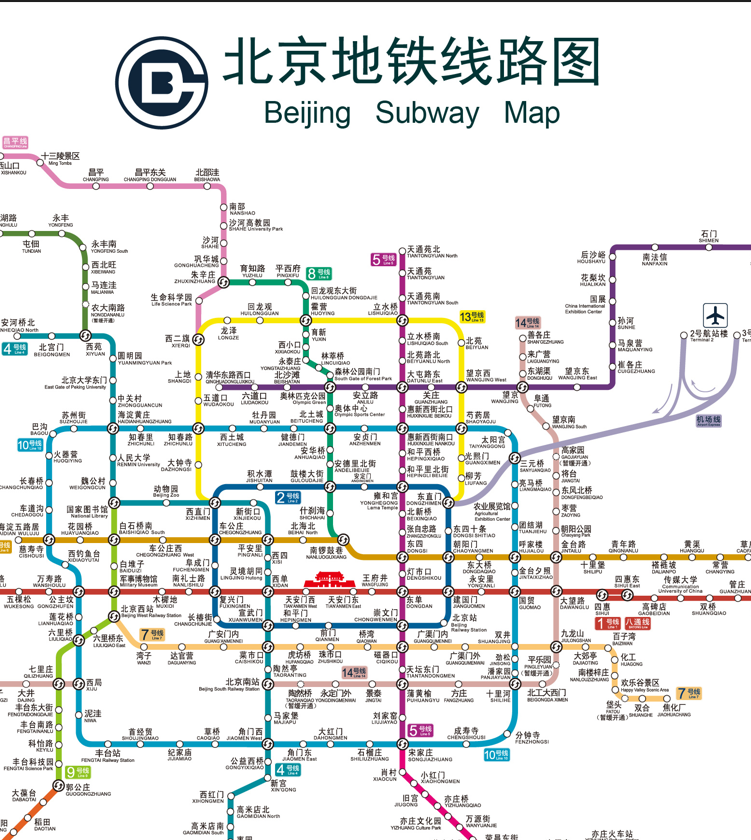 北京地铁线路图
Beijing Subway Map
昌平线
十三陵景区
Ming Tombs
昌平
CHANGPING
昌平东关
CHANGPING DONGGUAN
北邵洼
BEISHAOWA
南邵
NANSHAO
沙河高教园
SHAHE University Park
沙河
SHAHE
巩华城
GONGHUACHENG
朱辛庄
ZHUXINZHUANG
育知路
YUZHILU
平西府
PINGXIFU
8号线
回龙观东大街
HUILONGGUAN DONGDAJIE
霍营
HUOYING
育新
YUXIN
西小口
XIXIAOKOU
永泰庄
YONGTAIZHUANG
林萃桥
LINCUIQIAO
森林公园南门
South Gate of Forest Park
生命科学园
Life Science Park
西二旗
XIERQI
回龙观
HUILONGGUAN
龙泽
LONGZE
上地
SHANGDI
五道口
WUDAOKOU
5号线
天通苑北
TIANTONGYUAN North
天通苑
TIANTONGYUAN
天通苑南
TIANTONGYUAN South
立水桥
LISHUIQIAO
立水桥南
LISHUIQIAO South
北苑路北
BEIYUANLU North
大屯路东
DATUNLU East
13号线
北苑
BEIYUAN
望京西
WANGJING West
14号线
善各庄
来广营
东湖渠
望京
WANGJING
阜通
FUTONG
望京南
WANGJING South
望京东
WANGJING East
崔各庄
CUIGEZHUANG
马泉营
MAQUANYING
孙河
SUNHE
国展
China International
Exhibition Center
花梨坎
HUALIKAN
后沙峪
HOUSHAYU
南法信
NANFAXIN
石门
SHIMEN
2号航站楼
Terminal 2
机场线
永丰
YONGFENG
屯佃
TUNDIAN
永丰南
YONGFENG South
西北旺
XIBEIWANG
马连洼
MALIANWA
农大南路
NONGDANANLU
(暂缓开通)
安河桥北
4号线
北宫门
BEIGONGMEN
西苑
XIYUAN
圆明园
YUANMINGYUAN Park
北京大学东门
East Gate of Peking University
中关村
ZHONGGUANCUN
海淀黄庄
HAIDIANHUANGZHUANG
人民大学
RENMIN University
魏公村
WEIGONGCUN
国家图书馆
National Library
清华东路西口
六道口
LIUDAOKOU
北沙滩
BEISHATAN
奥林匹克公园
Olympic Green
安立路
ANLILU
关庄
GUANZHUANG
奥体中心
Olympic Sports Center
北土城
BEITUCHENG
安华桥
ANHUAQIAO
安德里北街
ANDELIBEIJIE
鼓楼大街
GULOUDAJIE
什刹海
SHICHAHAI
南锣鼓巷
NANLUOGUXIANG
巴沟
BAGOU
10号线
苏州街
SUZHOUJIE
知春里
ZHICHUNLI
知春路
ZHICHUNLU
西土城
XITUCHENG
牡丹园
MUDANYUAN
健德门
JIANDEMEN
安贞门
ANZHENMEN
惠新西街北口
惠新西街南口
芍药居
SHAOYAOJU
太阳宫
TAIYANGGONG
三元桥
亮马桥
LIANGMAQIAO
农业展览馆
Agricultural
Exhibition Center
团结湖
TUANJIEHU
呼家楼
HUJIALOU
金台夕照
JINTAIXIZHAO
国贸
GUOMAO
双井
SHUANGJING
劲松
JINSONG
潘家园
PANJIAYUAN
十里河
SHILIHE
分钟寺
FENZHONGSI
成寿寺
CHENGSHOUSI
宋家庄
SONGJIAZHUANG
石榴庄
SHILIUZHUANG
大红门
DAHONGMEN
角门东
JIAOMEN East
角门西
JIAOMEN West
草桥
CAOQIAO
纪家庙
JIJIAMIAO
首经贸
SHOUJINGMAO
丰台站
FENGTAI Railway Station
泥洼
NIWA
西局
XIJU
六里桥
LIULIQIAO
莲花桥
LIANHUAQIAO
公主坟
GONGZHUFEN
西钓鱼台
XIDIAOYUTAI
慈寿寺
CISHOUSI
车道沟
CHEDAOGOU
长春桥
火器营
HUOQIYING
和平西桥
HEPINGXIQIAO
和平里北街
HEPINGLIBEIJIE
光熙门
GUANGXIMEN
柳芳
LIUFANG
大钟寺
DAZHONGSI
高家园
(暂缓开通)
将台
JIANGTAI
东风北桥
DONGFENGBEIQIAO
枣营
ZAOYING
朝阳公园
Chaoyang Park
金台路
JINTAILU
大望路
DAWANGLU
动物园
Beijing Zoo
西直门
XIZHIMEN
2号线
积水潭
JISHUITAN
安定门
雍和宫
YONGHEGONG
Lama Temple
东直门
DONGZHIMEN
东四十条
DONGSI SHITIAO
朝阳门
CHAOYANGMEN
建国门
JIANGUOMEN
北京站
Beijing
Railway Station
崇文门
CHONGWENMEN
前门
QIANMEN
和平门
HEPINGMEN
宣武门
XUANWUMEN
长椿街
复兴门
FUXINGMEN
阜成门
FUCHENGMEN
车公庄
CHEGONGZHUANG
新街口
XINJIEKOU
平安里
PINGANLI
西四
XISI
灵境胡同
LINGJING Hutong
西单
XIDAN
北新桥
BEIXINQIAO
张自忠路
东四
DONGSI
灯市口
DENGSHIKOU
东单
DONGDAN
海淀五路居
花园桥
HUAYUANQIAO
白石桥南
BAISHIQIAO South
车公庄西
CHEGONGZHUANG West
北海北
BEIHAI North
东大桥
DONGDAQIAO
十里堡
SHILIPU
青年路
QINGNIANLU
褡裢坡
DALIANPO
黄渠
HUANGQU
常营
CHANGYING
白堆子
BAIDUIZI
军事博物馆
Military Museum
北京西站
Beijing West Railway Station
六里桥东
LIULIQIAO East
五棵松
WUKESONG
万寿路
WANSHOULU
木樨地
MUXIDI
南礼士路
NANLISHILU
天安门西
TIANANMEN West
天安门东
TIANANMEN East
王府井
WANGFUJING
永安里
YONGANLI
四惠
SIHUI
四惠东
SIHUI East
1号线
八通线
高碑店
GAOBEIDIAN
传媒大学
University of China
双桥
SHUANGQIAO
管庄
GUANZHUANG
7号线
湾子
WANZI
达官营
DAGUANYING
广安门内
GUANGANMENNEI
菜市口
CAISHIKOU
虎坊桥
HUFANGQIAO
珠市口
ZHUSHIKOU
桥湾
QIAOWAN
磁器口
CIQIKOU
广渠门内
GUANGQUMENNEI
广渠门外
GUANGQUMENWAI
九龙山
JIULONGSHAN
大郊亭
DAJIAOTING
百子湾
BAIZIWAN
化工
HUAGONG
南楼梓庄
NANLOUZIZHUANG
欢乐谷景区
Happy Valley Scenic Area
垡头
FATOU
(暂缓开通)
双合
SHUANGHE
焦化厂
JIAOHUACHANG
7号线
平乐园
PINGLEYUAN
(暂缓开通)
北工大西门
BEIGONGDA XIMEN
七里庄
QILIZHUANG
大井
DAJING
14号线
陶然亭
TAORANTING
北京南站
Beijing South Railway Station
陶然桥
TAORANQIAO
(暂缓开通)
永定门外
YONGDINGMENWAI
景泰
JINGTAI
天坛东门
TIANTANDONGMEN
蒲黄榆
PUHUANGYU
方庄
FANGZHUANG
刘家窑
LIUJIAYAO
马家堡
MAJIAPU
丰台东大街
FENGTAIDONGDAJIE
丰台南路
FENGTAINANLU
科怡路
KEYILU
丰台科技园
FENGTAI Science Park
9号线
郭公庄
GUOGONGZHUANG
大葆台
DABAOTAI
稻田
DAOTIAN
公益西桥
GONGYIXIQIAO
4号线
新宫
XIN'GONG
西红门
XIHONGMEN
高米店北
GAOMIDIAN North
高米店南
GAOMIDIAN South
5号线
10号线
肖村
XIAOCUN
小红门
XIAOHONGMEN
旧宫
JIUGONG
亦庄桥
YIZHUANGQIAO
亦庄文化园
YIZHUANG Culture Park
万源街
WANYUANJIE
荣昌东街
亦庄火车站